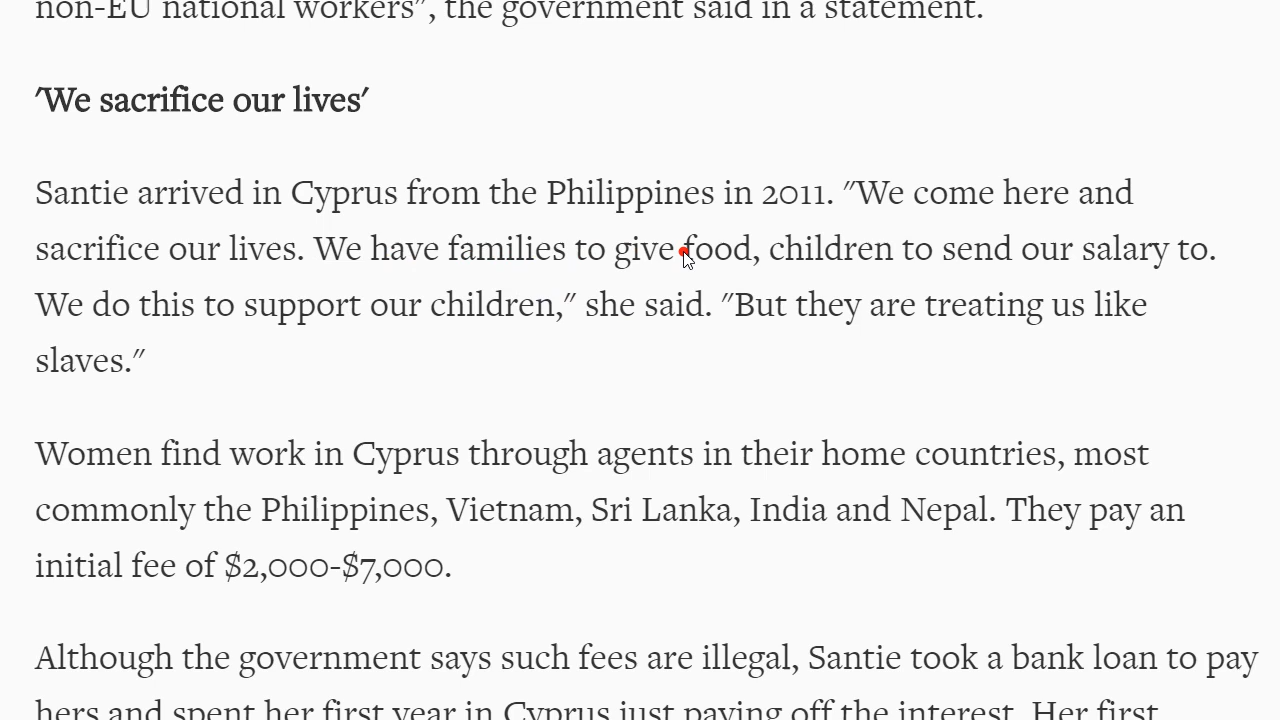 non-EU national workers”, the government said in a statement.
'We sacrifice our lives'
Santie arrived in Cyprus from the Philippines in 2011. "We come here and
sacrifice our lives. We have families to give food, children to send our salary to.
We do this to support our children," she said. "But they are treating us like
slaves."
Women find work in Cyprus through agents in their home countries, most
commonly the Philippines, Vietnam, Sri Lanka, India and Nepal. They pay an
initial fee of $2,000-$7,000.
Although the government says such fees are illegal, Santie took a bank loan to pay
hers and spent her first year in Cyprus just paying off the interest. Her first